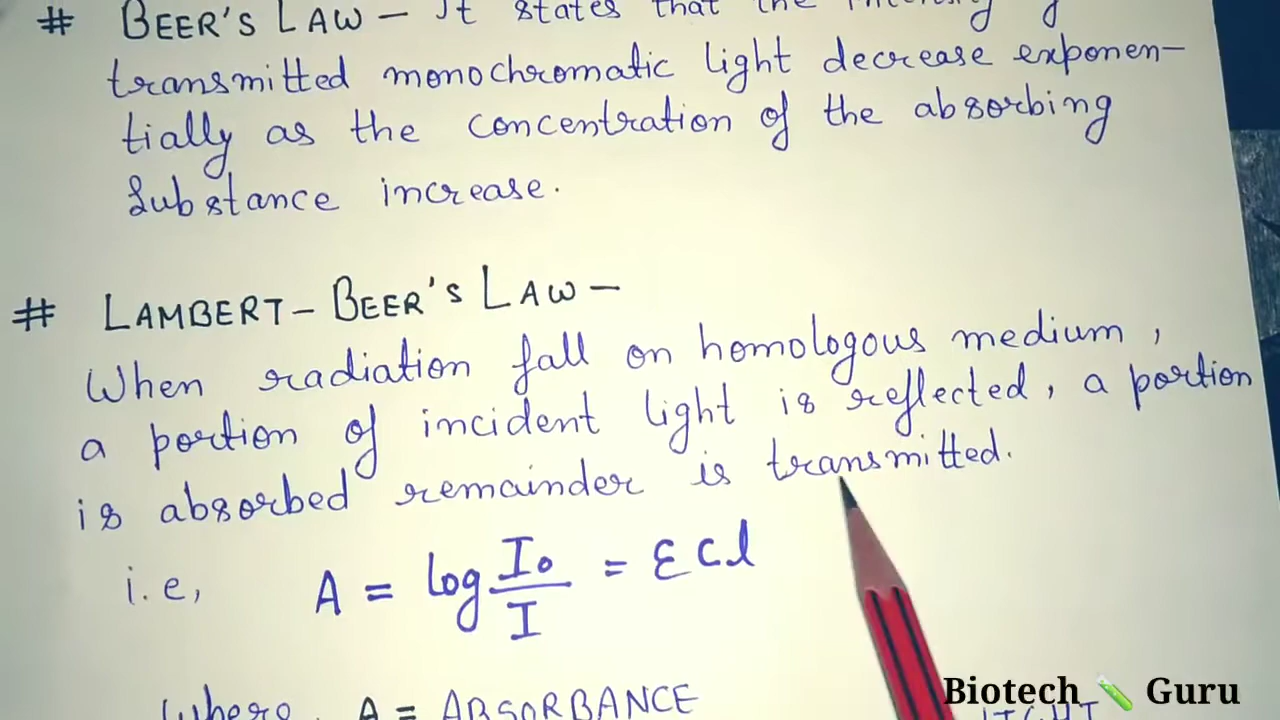 # BEER'S LAW – It states that the
transmitted monochromatic light decrease exponen–
tially as the concentration of the absorbing
Substance increase.
# LAMBERT–BEER'S LAW –
When radiation fall on homologous medium,
a portion of incident light is reflected, a portion
is absorbed remainder is transmitted.
i.e, A = log I₀/I = ε c l
Where, A = ABSORBANCE
Biotech Guru